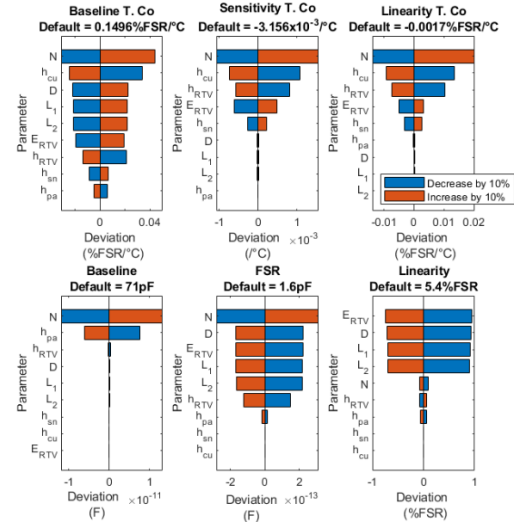 Baseline T. Co
Default = 0.1496%FSR/°C
Parameter
N
h_cu
D
L_1
L_2
E_RTV
h_RTV
h_sn
h_pa
0 0.04
Deviation
(%FSR/°C)
Sensitivity T. Co
Default = -3.156x10^-3/°C
Parameter
N
h_cu
h_RTV
E_RTV
h_sn
D
L_1
L_2
h_pa
-1 0 1
Deviation ×10^-3
(/°C)
Linearity T. Co
Default = -0.0017%FSR/°C
Parameter
N
h_cu
h_RTV
E_RTV
h_sn
h_pa
D
L_1
L_2
Decrease by 10%
Increase by 10%
-0.01 0 0.01 0.02
Deviation
(%FSR/°C)
Baseline
Default = 71pF
Parameter
N
h_pa
h_RTV
D
L_1
L_2
h_sn
h_cu
E_RTV
-1 0 1
Deviation ×10^-11
(F)
FSR
Default = 1.6pF
Parameter
N
D
E_RTV
L_1
L_2
h_RTV
h_pa
h_sn
h_cu
-2 0 2
Deviation ×10^-13
(F)
Linearity
Default = 5.4%FSR
Parameter
E_RTV
D
L_1
L_2
N
h_RTV
h_pa
h_sn
h_cu
-1 0 1
Deviation
(%FSR)